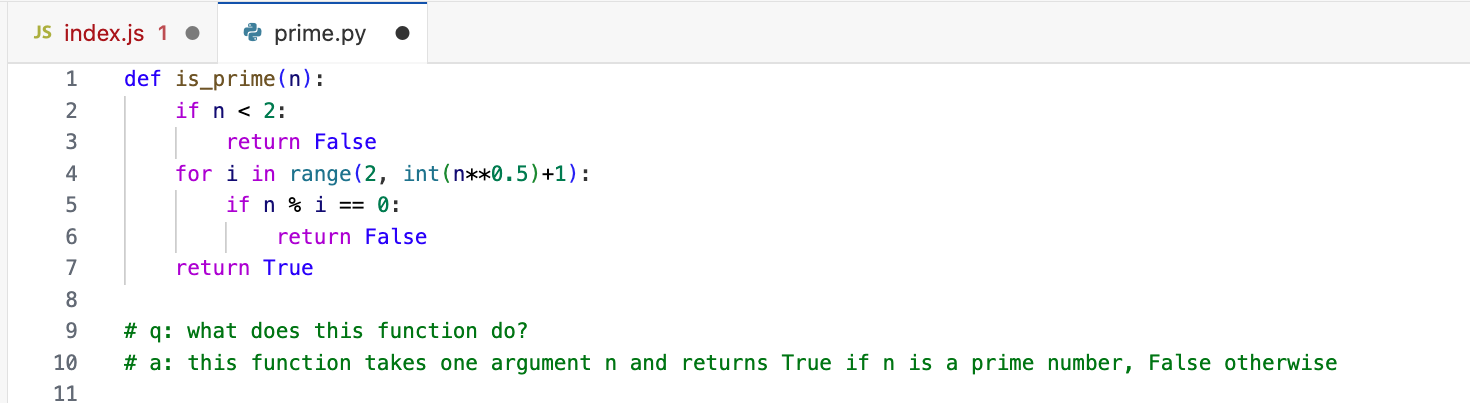 JS index.js 1 prime.py
1 def is_prime(n):
2     if n < 2:
3         return False
4     for i in range(2, int(n**0.5)+1):
5         if n % i == 0:
6             return False
7     return True
8
9 # q: what does this function do?
10 # a: this function takes one argument n and returns True if n is a prime number, False otherwise
11